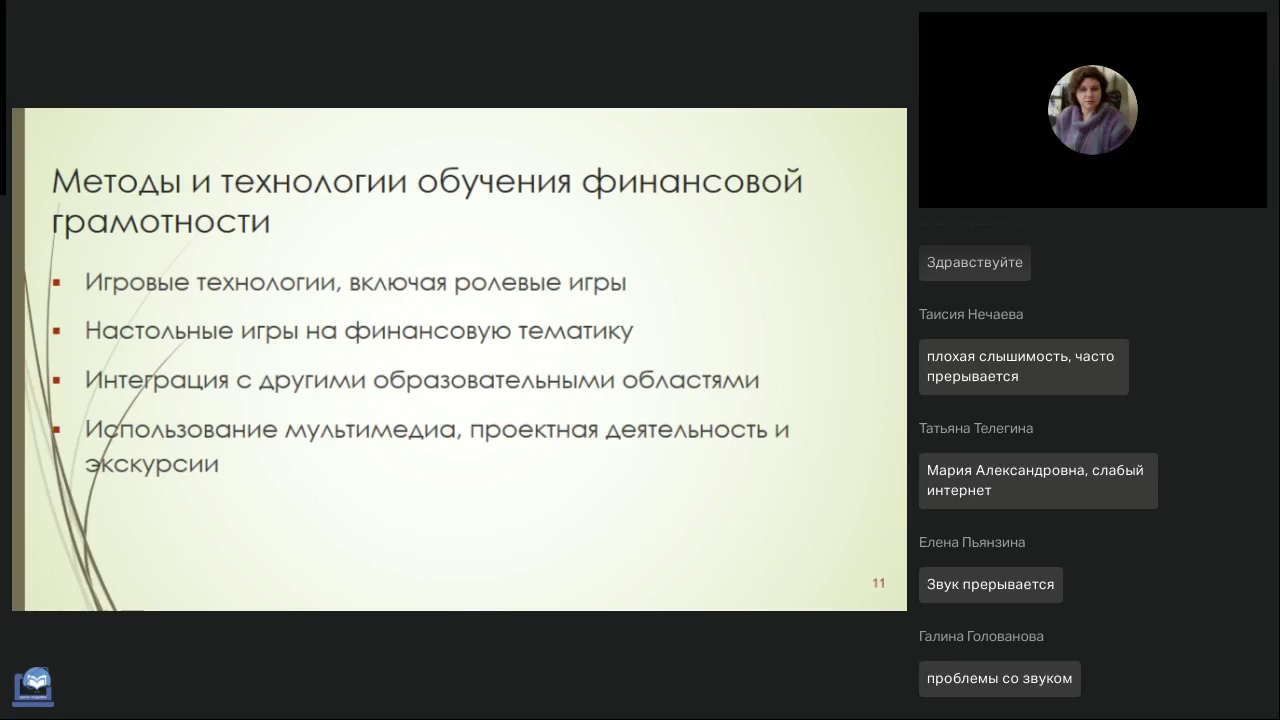 Методы и технологии обучения финансовой
грамотности
Игровые технологии, включая ролевые игры
Настольные игры на финансовую тематику
Интеграция с другими образовательными областями
Использование мультимедиа, проектная деятельность и
экскурсии
11
Здравствуйте
Таисия Нечаева
плохая слышимость, часто
прерывается
Татьяна Телегина
Мария Александровна, слабый
интернет
Елена Пьянзина
Звук прерывается
Галина Голованова
проблемы со звуком